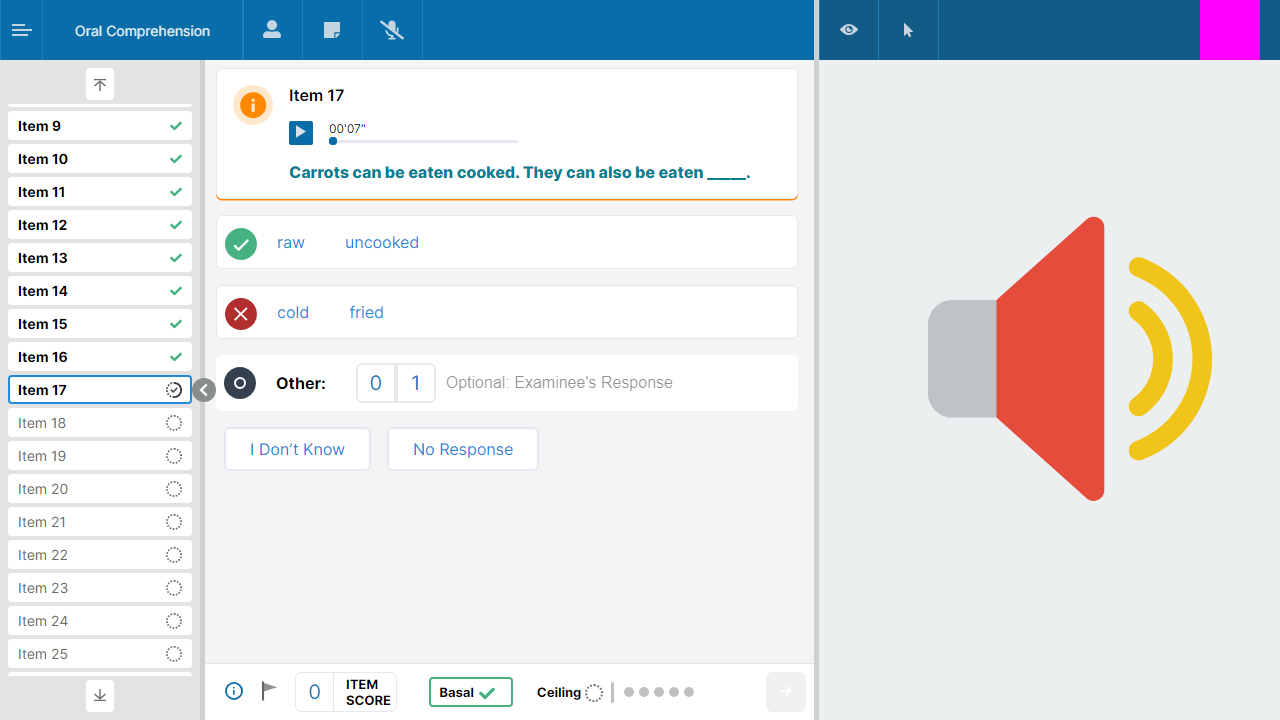 Oral Comprehension
Item 9
Item 10
Item 11
Item 12
Item 13
Item 14
Item 15
Item 16
Item 17
Item 18
Item 19
Item 20
Item 21
Item 22
Item 23
Item 24
Item 25
Item 17
00'07"
Carrots can be eaten cooked. They can also be eaten _____.
raw uncooked
cold fried
Other: 0 1 Optional: Examinee's Response
I Don't Know No Response
0 ITEM SCORE
Basal
Ceiling